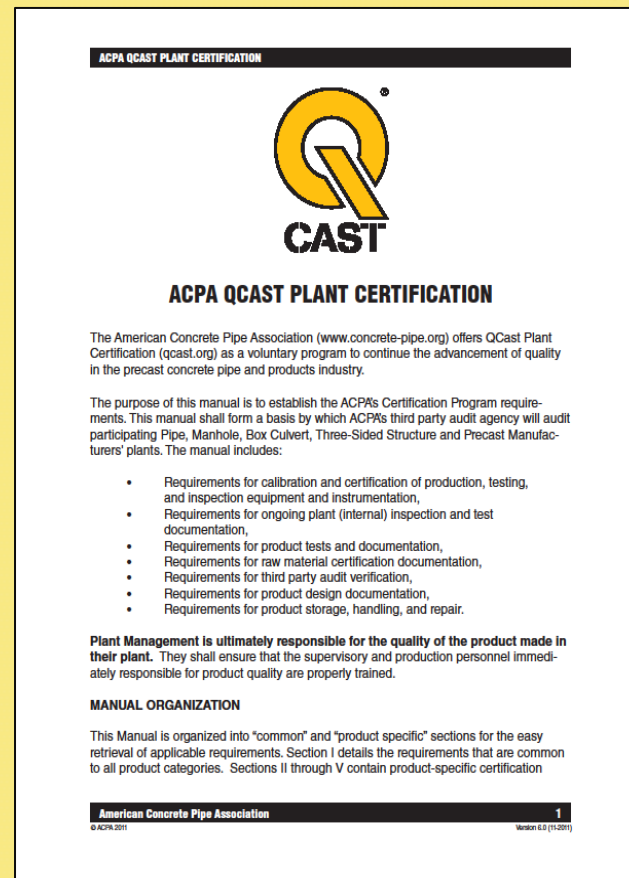 ACPA QCAST PLANT CERTIFICATION
®
CAST
ACPA QCAST PLANT CERTIFICATION
The American Concrete Pipe Association (www.concrete-pipe.org) offers QCast Plant
Certification (qcast.org) as a voluntary program to continue the advancement of quality
in the precast concrete pipe and products industry.
The purpose of this manual is to establish the ACPA's Certification Program require-
ments. This manual shall form a basis by which ACPA's third party audit agency will audit
participating Pipe, Manhole, Box Culvert, Three-Sided Structure and Precast Manufac-
turers' plants. The manual includes:
• Requirements for calibration and certification of production, testing,
and inspection equipment and instrumentation,
• Requirements for ongoing plant (internal) inspection and test
documentation,
• Requirements for product tests and documentation,
• Requirements for raw material certification documentation,
• Requirements for third party audit verification,
• Requirements for product design documentation,
• Requirements for product storage, handling, and repair.
Plant Management is ultimately responsible for the quality of the product made in
their plant. They shall ensure that the supervisory and production personnel immedi-
ately responsible for product quality are properly trained.
MANUAL ORGANIZATION
This Manual is organized into “common” and “product specific” sections for the easy
retrieval of applicable requirements. Section I details the requirements that are common
to all product categories. Sections II through V contain product-specific certification
American Concrete Pipe Association 1
© ACPA 2011 Version 6.0 (11-2011)